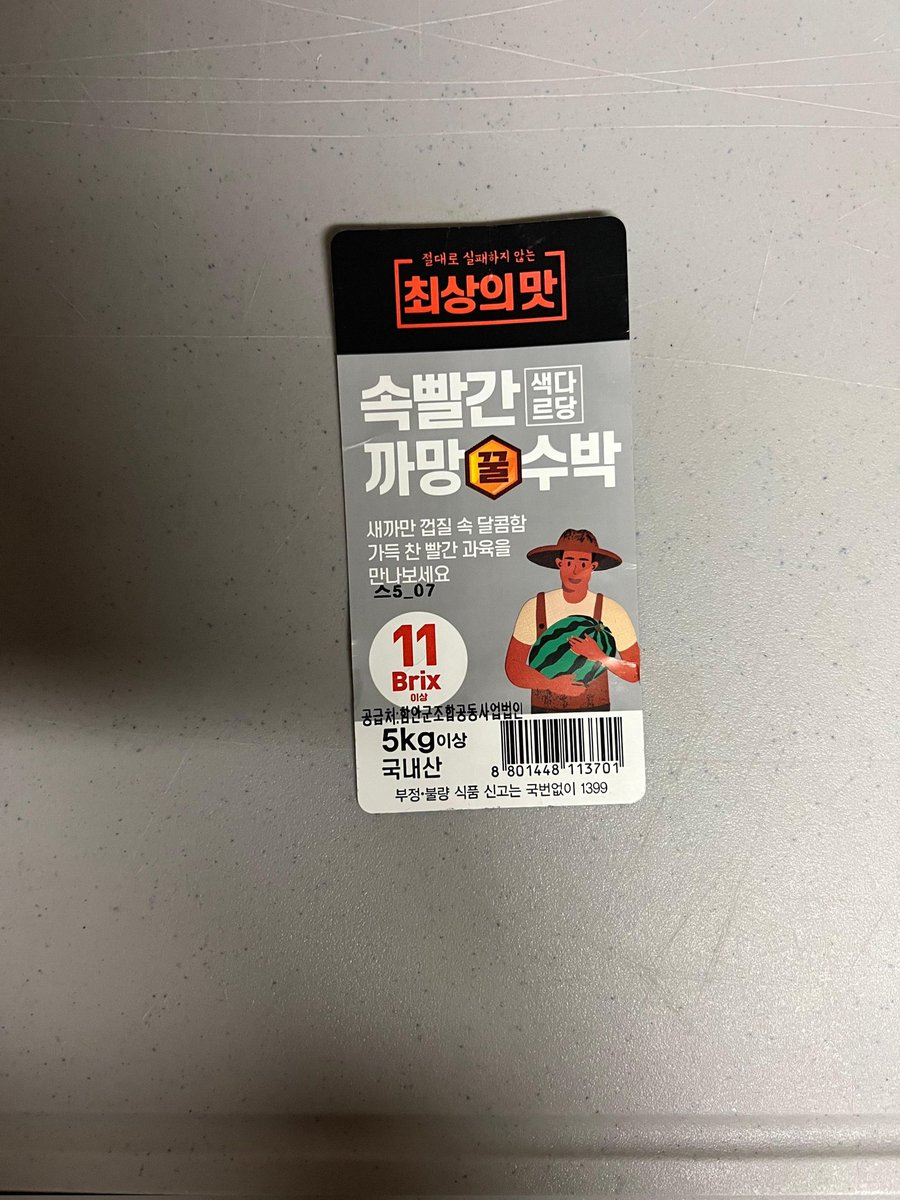 절대로 실패하지 않는
최상의맛
속빨간 색다르당
까망꿀수박
새까만 껍질 속 달콤함
가득 찬 빨간 과육을
만나보세요
스5_07
11
Brix
이상
공급처:함안군조합공동사업법인
5kg이상
국내산
8 801448 113701
부정·불량 식품 신고는 국번없이 1399